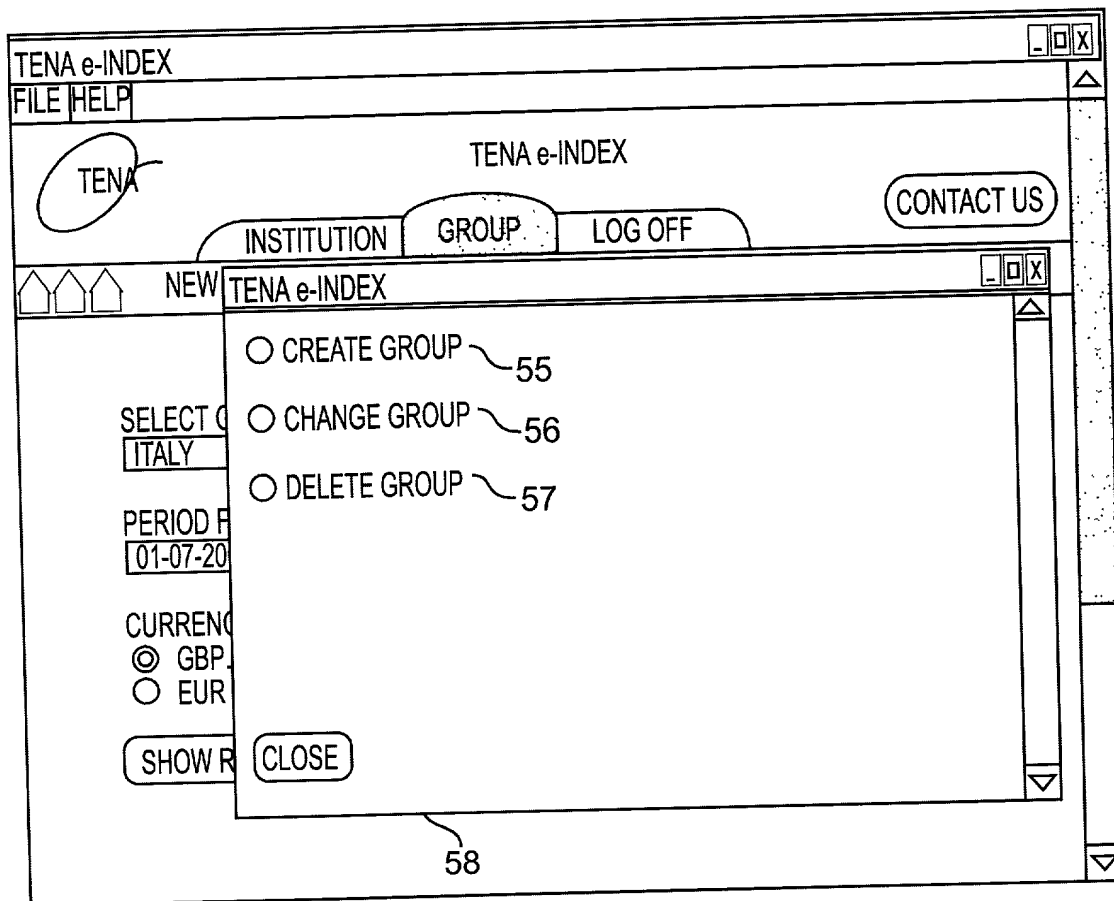 TENA e-INDEX
FILE HELP
TENA
TENA e-INDEX
CONTACT US
INSTITUTION GROUP LOG OFF
NEW
TENA e-INDEX
CREATE GROUP 55
CHANGE GROUP 56
DELETE GROUP 57
SELECT
ITALY
PERIOD
01-07-20
CURRENC
GBP
EUR
SHOW R
CLOSE
58